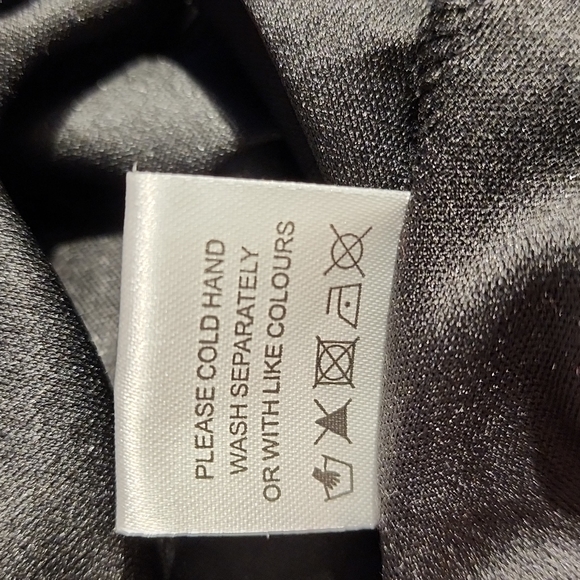 PLEASE COLD HAND
WASH SEPARATELY
OR WITH LIKE COLOURS